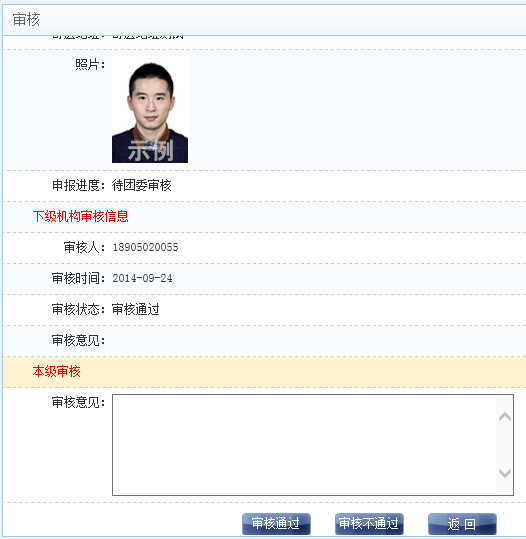 审核
照片：
示例
申报进度： 待团委审核
下级机构审核信息
审核人： 18905020055
审核时间： 2014-09-24
审核状态： 审核通过
审核意见：
本级审核
审核意见：
审核通过 审核不通过 返 回